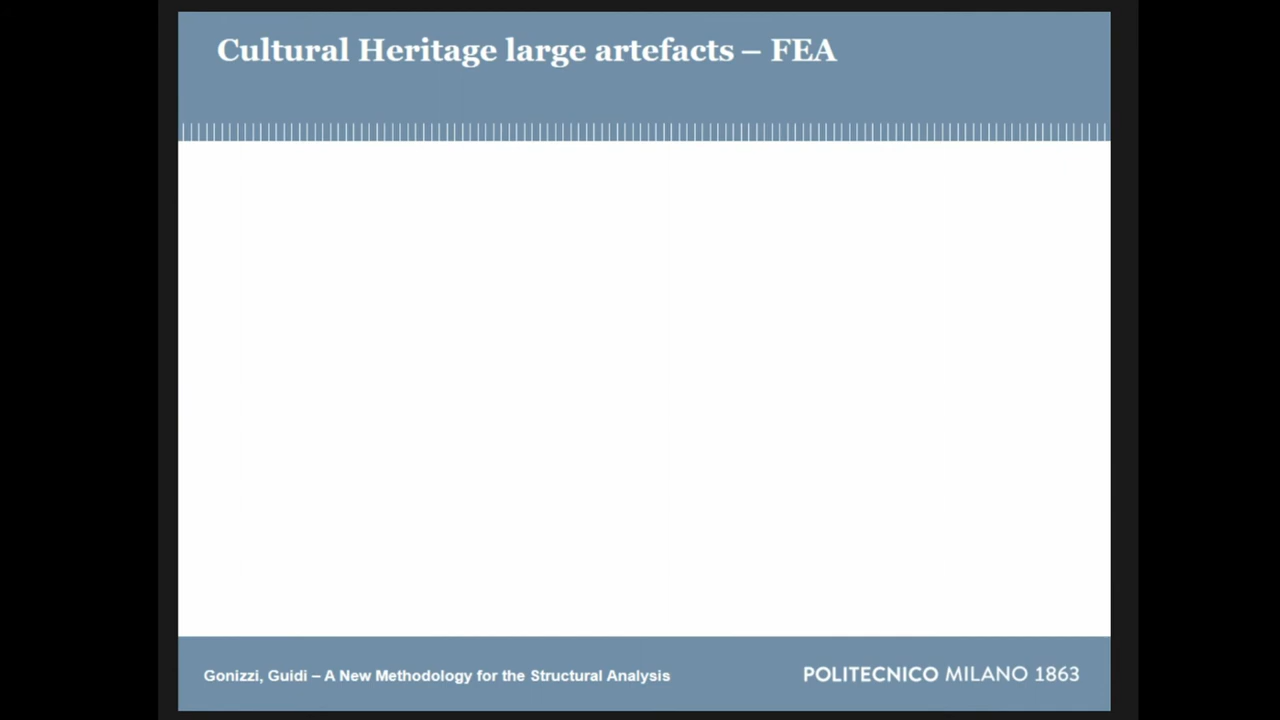 Cultural Heritage large artefacts – FEA
Gonizzi, Guidi – A New Methodology for the Structural Analysis
POLITECNICO MILANO 1863